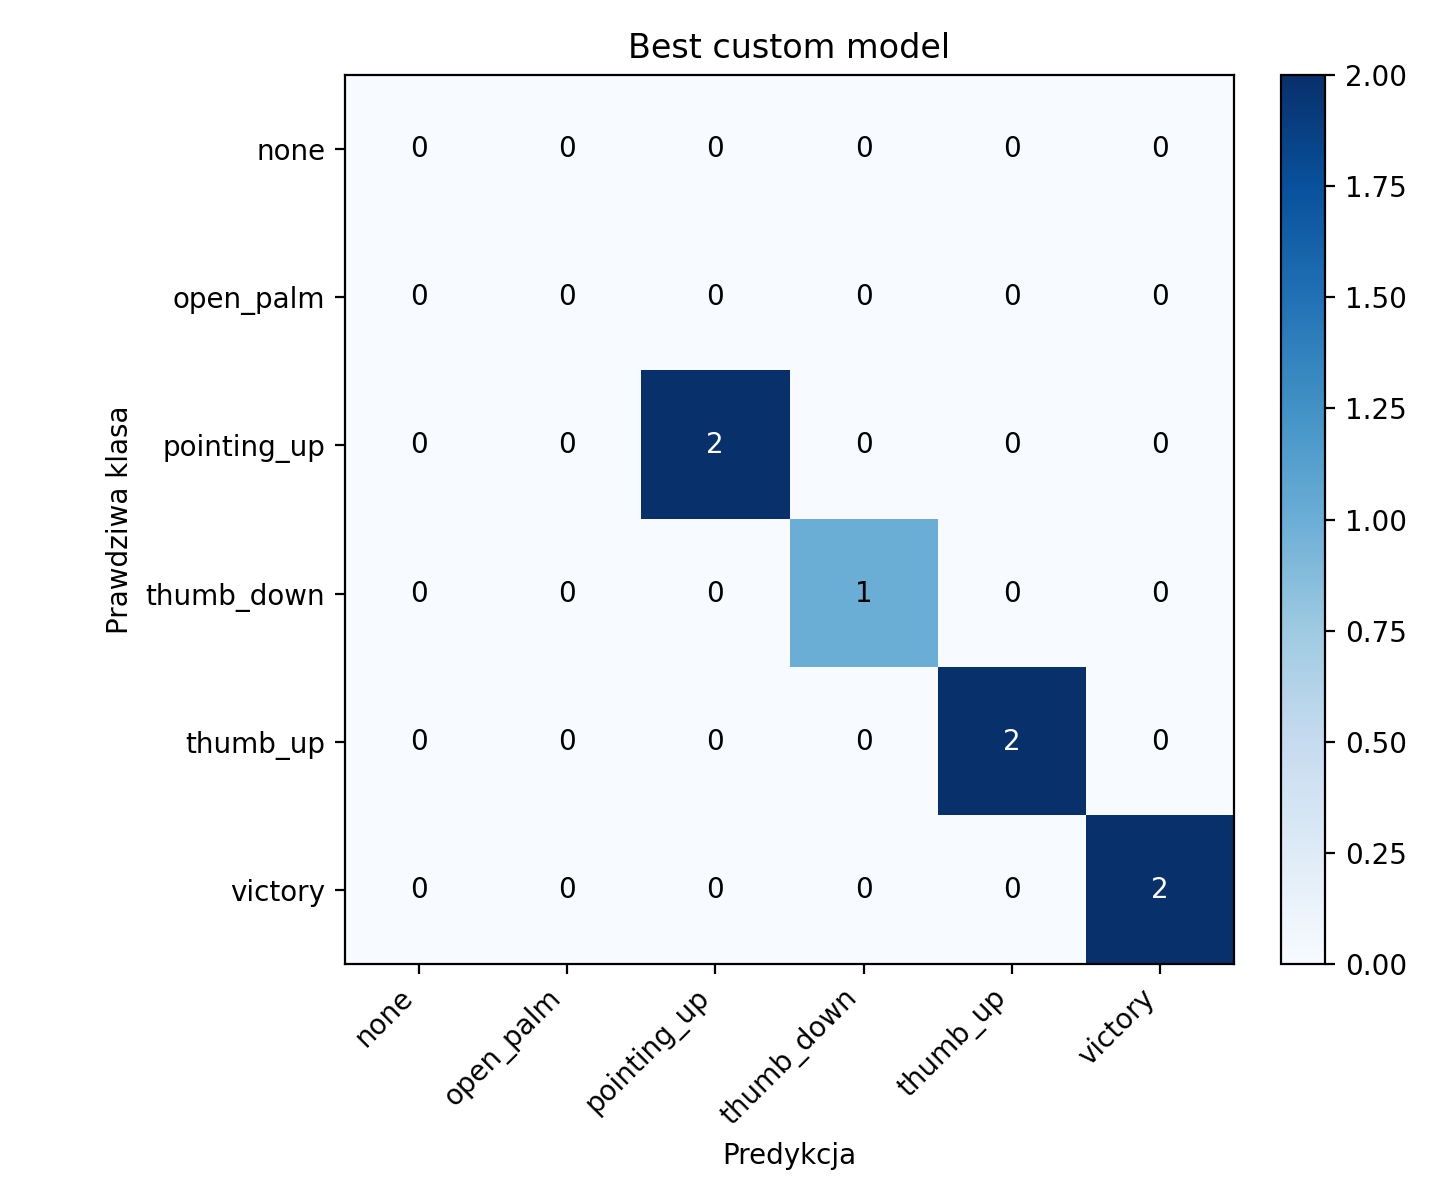 Best custom model
Prawdziwa klasa
none 0 0 0 0 0 0
open_palm 0 0 0 0 0 0
pointing_up 0 0 2 0 0 0
thumb_down 0 0 0 1 0 0
thumb_up 0 0 0 0 2 0
victory 0 0 0 0 0 2
none open_palm pointing_up thumb_down thumb_up victory
Predykcja
2.00
1.75
1.50
1.25
1.00
0.75
0.50
0.25
0.00